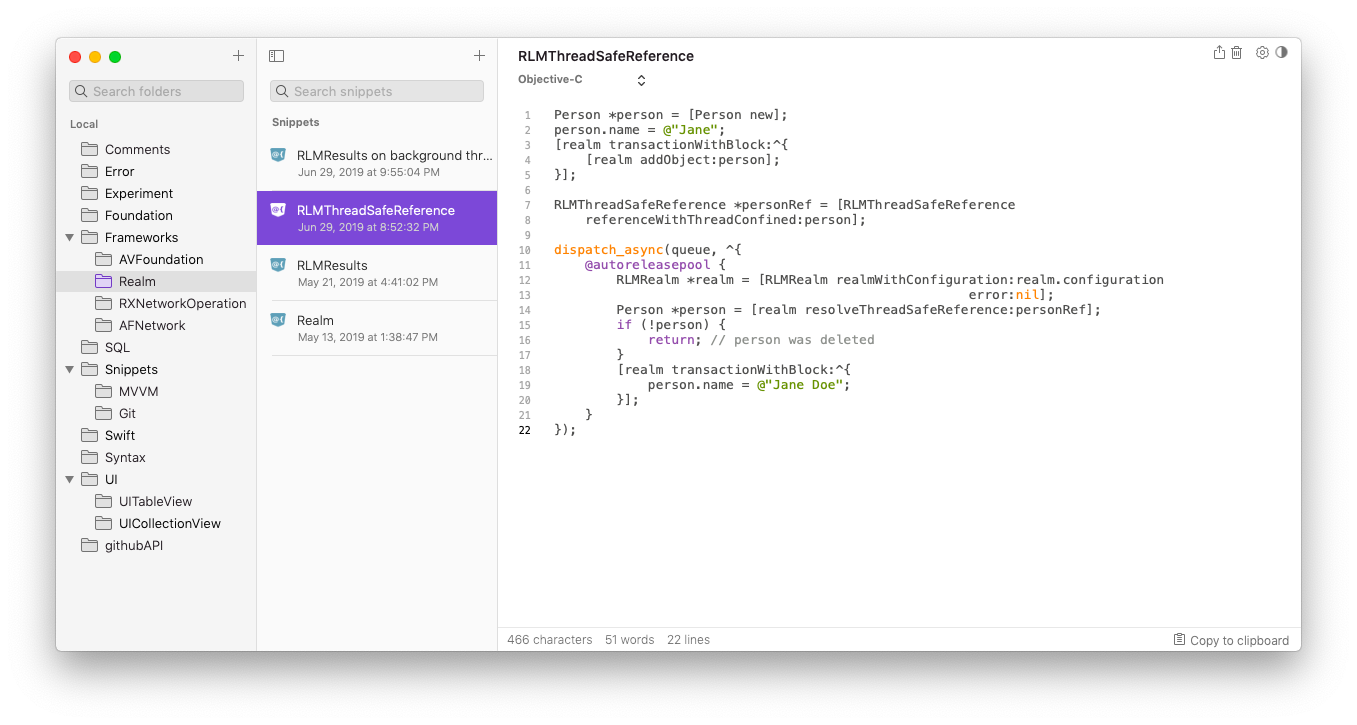 Search folders
Local
Comments
Error
Experiment
Foundation
Frameworks
AVFoundation
Realm
RXNetworkOperation
AFNetwork
SQL
Snippets
MVVM
Git
Swift
Syntax
UI
UITableView
UICollectionView
githubAPI
Search snippets
Snippets
RLMResults on background thr...
Jun 29, 2019 at 9:55:04 PM
RLMThreadSafeReference
Jun 29, 2019 at 8:52:32 PM
RLMResults
May 21, 2019 at 4:41:02 PM
Realm
May 13, 2019 at 1:38:47 PM
RLMThreadSafeReference
Objective-C
1 Person *person = [Person new];
2 person.name = @"Jane";
3 [realm transactionWithBlock:^{
4     [realm addObject:person];
5 }];
6
7 RLMThreadSafeReference *personRef = [RLMThreadSafeReference
8     referenceWithThreadConfined:person];
9
10 dispatch_async(queue, ^{
11     @autoreleasepool {
12         RLMRealm *realm = [RLMRealm realmWithConfiguration:realm.configuration
13                                                      error:nil];
14         Person *person = [realm resolveThreadSafeReference:personRef];
15         if (!person) {
16             return; // person was deleted
17         }
18         [realm transactionWithBlock:^{
19             person.name = @"Jane Doe";
20         }];
21     }
22 });
466 characters 51 words 22 lines
Copy to clipboard